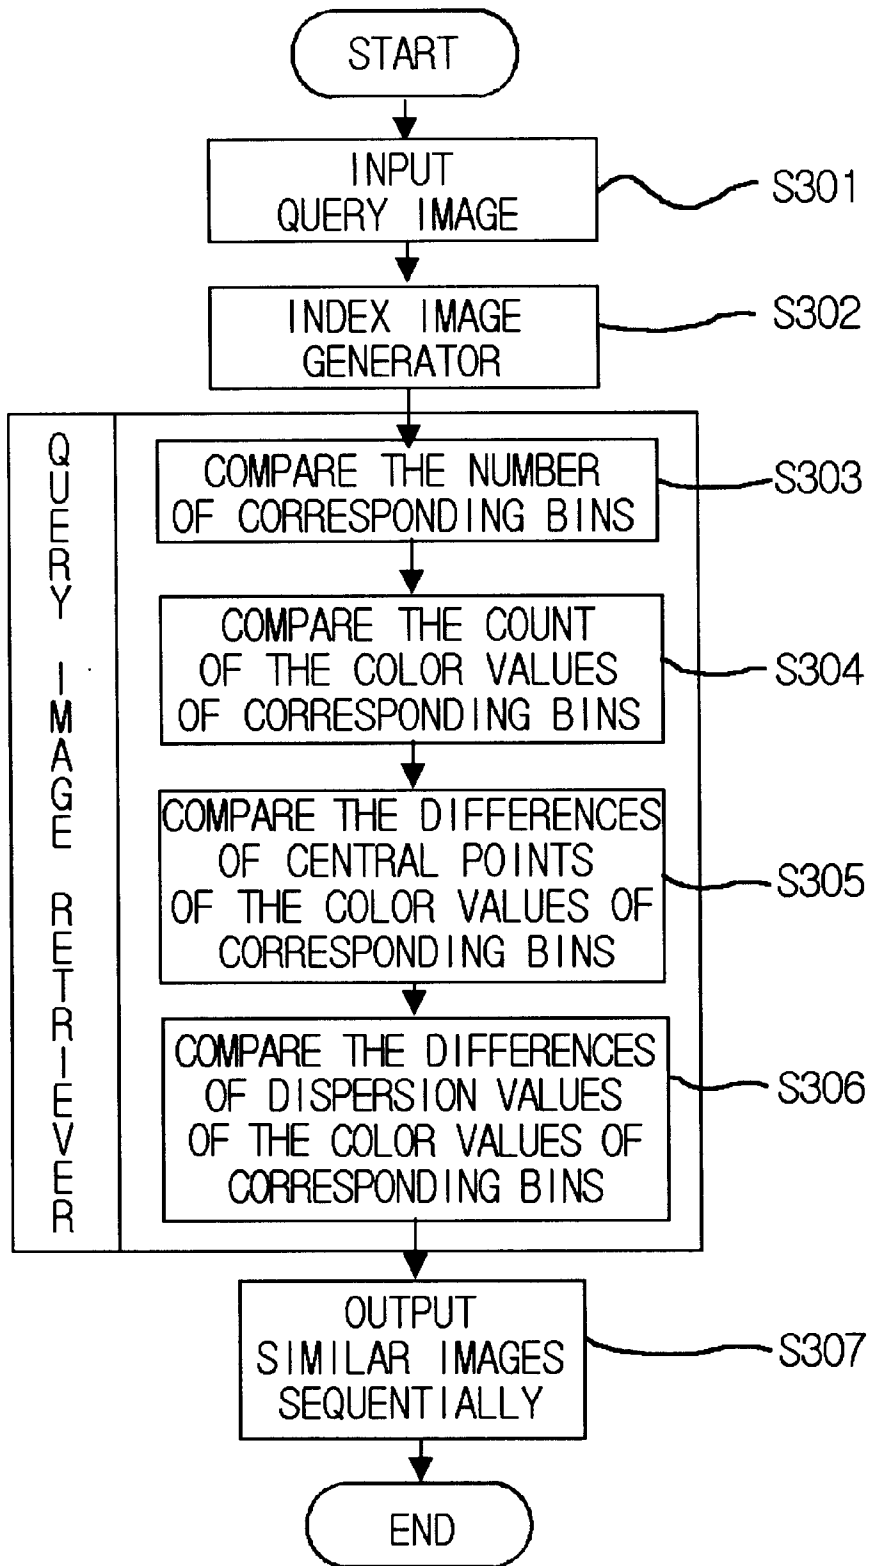 START
INPUT
QUERY IMAGE
S301
INDEX IMAGE
GENERATOR
S302
QUERY IMAGE RETRIEVER
COMPARE THE NUMBER
OF CORRESPONDING BINS
S303
COMPARE THE COUNT
OF THE COLOR VALUES
OF CORRESPONDING BINS
S304
COMPARE THE DIFFERENCES
OF CENTRAL POINTS
OF THE COLOR VALUES OF
CORRESPONDING BINS
S305
COMPARE THE DIFFERENCES
OF DISPERSION VALUES
OF THE COLOR VALUES OF
CORRESPONDING BINS
S306
OUTPUT
SIMILAR IMAGES
SEQUENTIALLY
S307
END